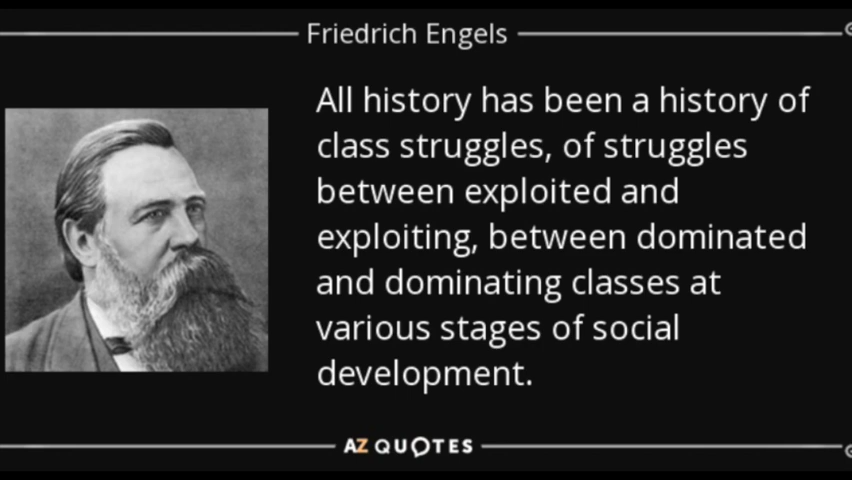 Friedrich Engels
All history has been a history of
class struggles, of struggles
between exploited and
exploiting, between dominated
and dominating classes at
various stages of social
development.
AZ QUOTES